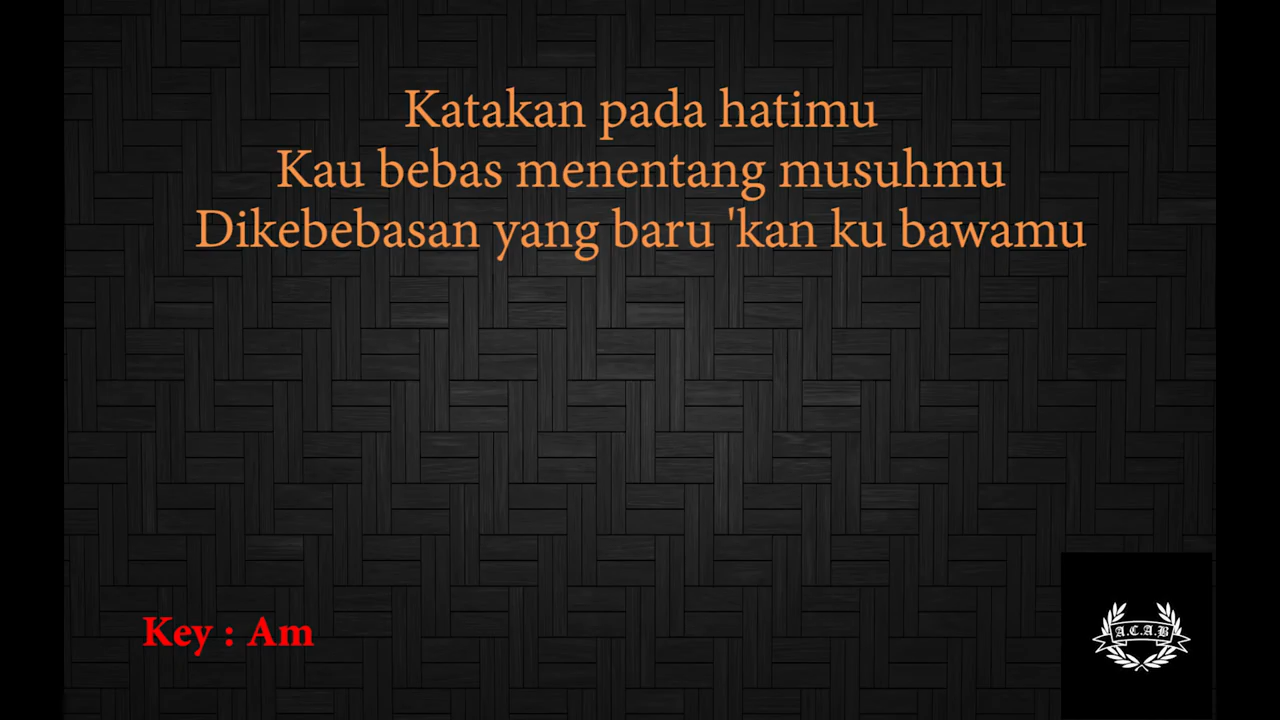 Katakan pada hatimu
Kau bebas menentang musuhmu
Dikebebasan yang baru 'kan ku bawamu
Key : Am
A.C.A.B